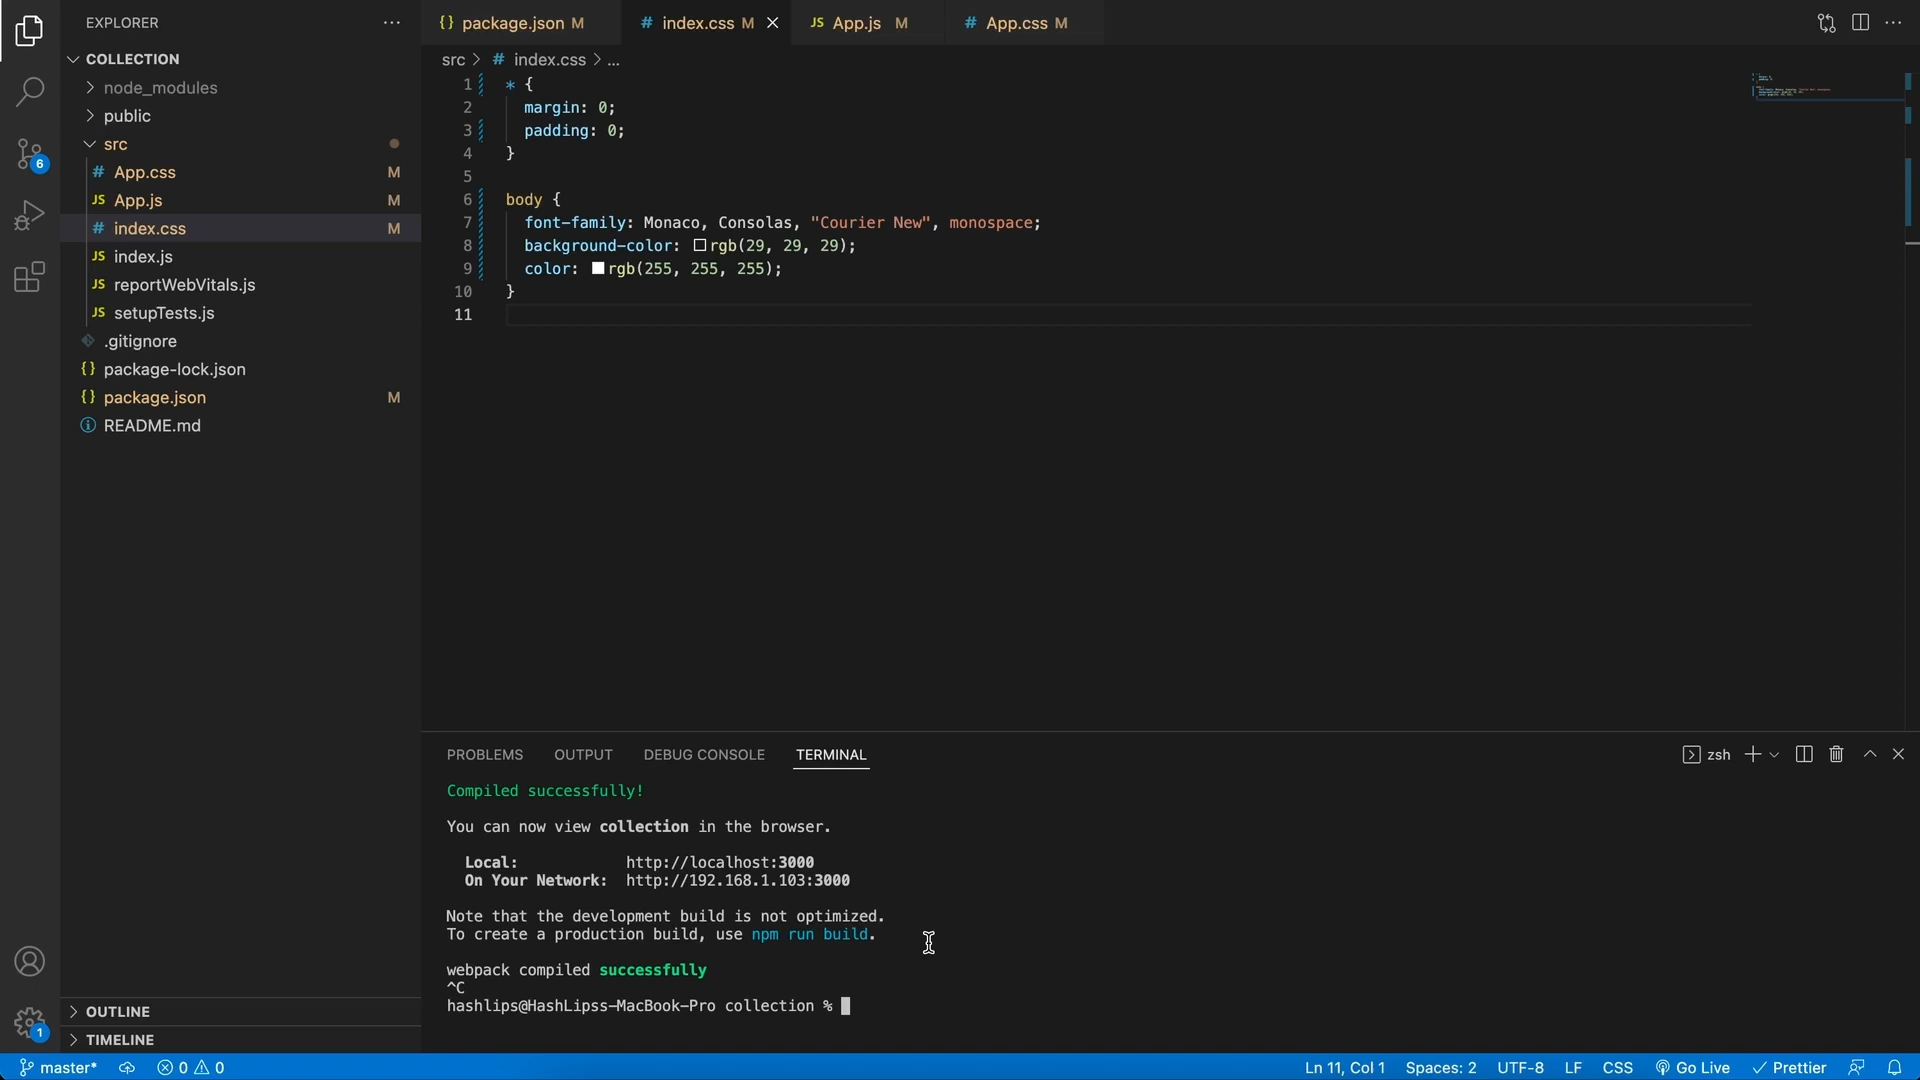 EXPLORER
COLLECTION
node_modules
public
src
# App.css M
JS App.js M
# index.css M
JS index.js
JS reportWebVitals.js
JS setupTests.js
.gitignore
{} package-lock.json
{} package.json M
README.md
OUTLINE
TIMELINE
6
1
{} package.json M # index.css M JS App.js M # App.css M
src > # index.css > ...
1 * {
2 margin: 0;
3 padding: 0;
4 }
5
6 body {
7 font-family: Monaco, Consolas, "Courier New", monospace;
8 background-color: rgb(29, 29, 29);
9 color: rgb(255, 255, 255);
10 }
11
PROBLEMS OUTPUT DEBUG CONSOLE TERMINAL zsh
Compiled successfully!
You can now view collection in the browser.
Local: http://localhost:3000
On Your Network: http://192.168.1.103:3000
Note that the development build is not optimized.
To create a production build, use npm run build.
webpack compiled successfully
^C
hashlips@HashLipss-MacBook-Pro collection %
master* 0 0 Ln 11, Col 1 Spaces: 2 UTF-8 LF CSS Go Live Prettier